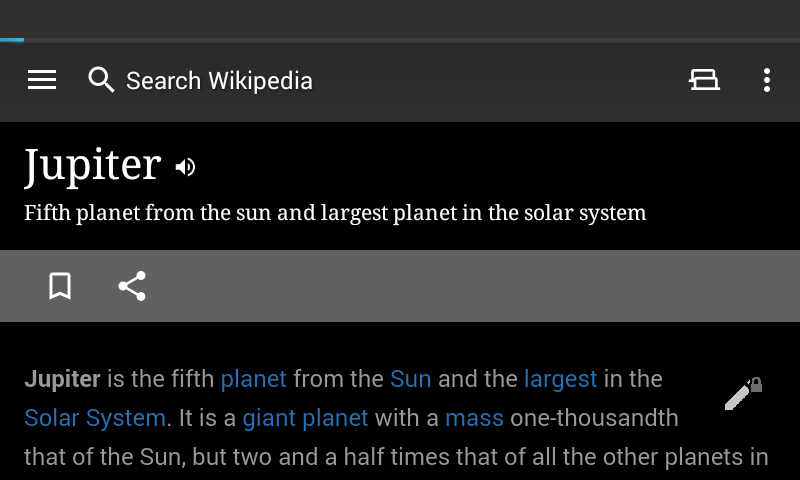 Search Wikipedia
Jupiter
Fifth planet from the sun and largest planet in the solar system
Jupiter is the fifth planet from the Sun and the largest in the
Solar System. It is a giant planet with a mass one-thousandth
that of the Sun, but two and a half times that of all the other planets in